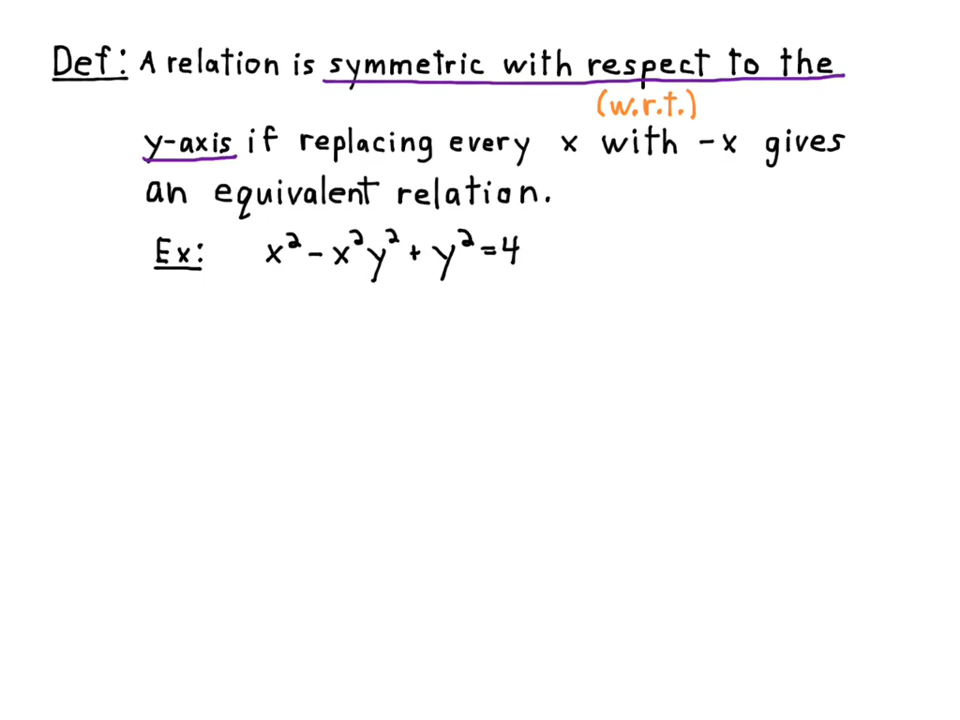 Def: A relation is symmetric with respect to the
(w.r.t.)
y-axis if replacing every x with -x gives
an equivalent relation.
Ex: x² - x²y² + y² = 4